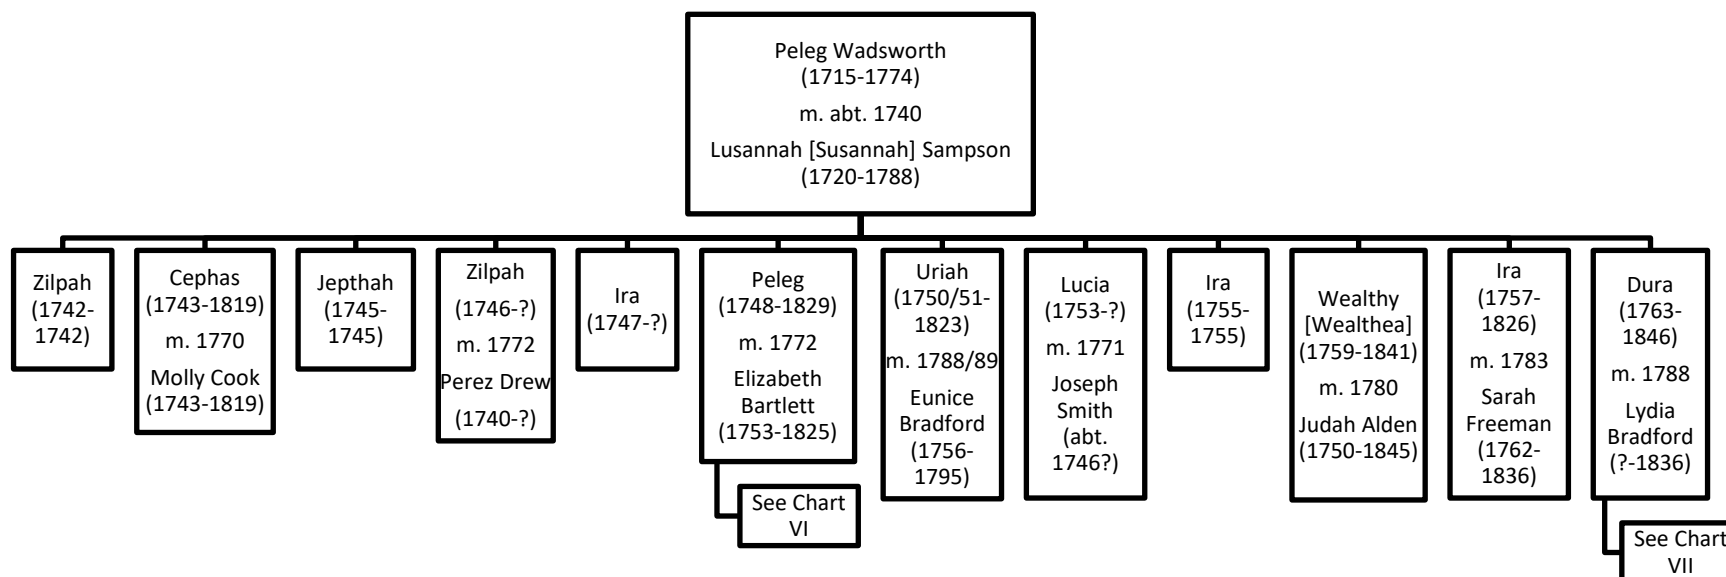 Peleg Wadsworth
(1715-1774)
m. abt. 1740
Lusannah [Susannah] Sampson
(1720-1788)
Zilpah
(1742-
1742)
Cephas
(1743-1819)
m. 1770
Molly Cook
(1743-1819)
Jepthah
(1745-
1745)
Zilpah
(1746-?)
m. 1772
Perez Drew
(1740-?)
Ira
(1747-?)
Peleg
(1748-1829)
m. 1772
Elizabeth
Bartlett
(1753-1825)
See Chart
VI
Uriah
(1750/51-
1823)
m. 1788/89
Eunice
Bradford
(1756-
1795)
Lucia
(1753-?)
m. 1771
Joseph
Smith
(abt.
1746?)
Ira
(1755-
1755)
Wealthy
[Wealthea]
(1759-1841)
m. 1780
Judah Alden
(1750-1845)
Ira
(1757-
1826)
m. 1783
Sarah
Freeman
(1762-
1836)
Dura
(1763-
1846)
m. 1788
Lydia
Bradford
(?-1836)
See Chart
VII